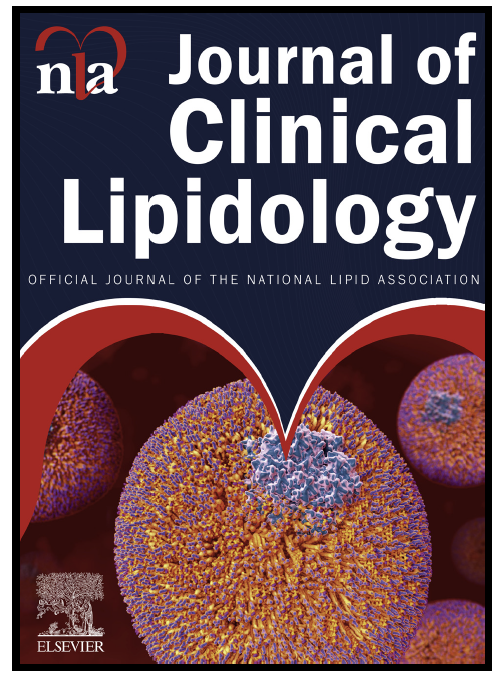 nla
Journal of
Clinical
Lipidology
OFFICIAL JOURNAL OF THE NATIONAL LIPID ASSOCIATION
ELSEVIER